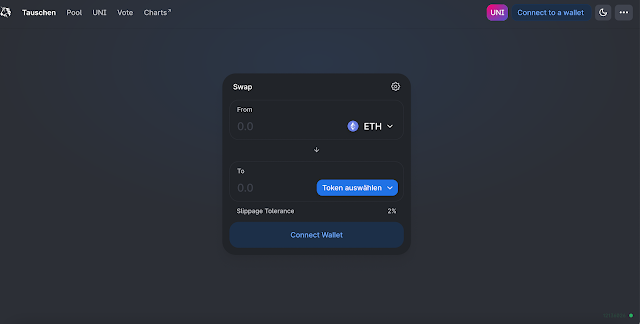 Tauschen Pool UNI Vote Charts↗ UNI Connect to a wallet
Swap
From
0.0 ETH
To
0.0 Token auswählen
Slippage Tolerance 2%
Connect Wallet